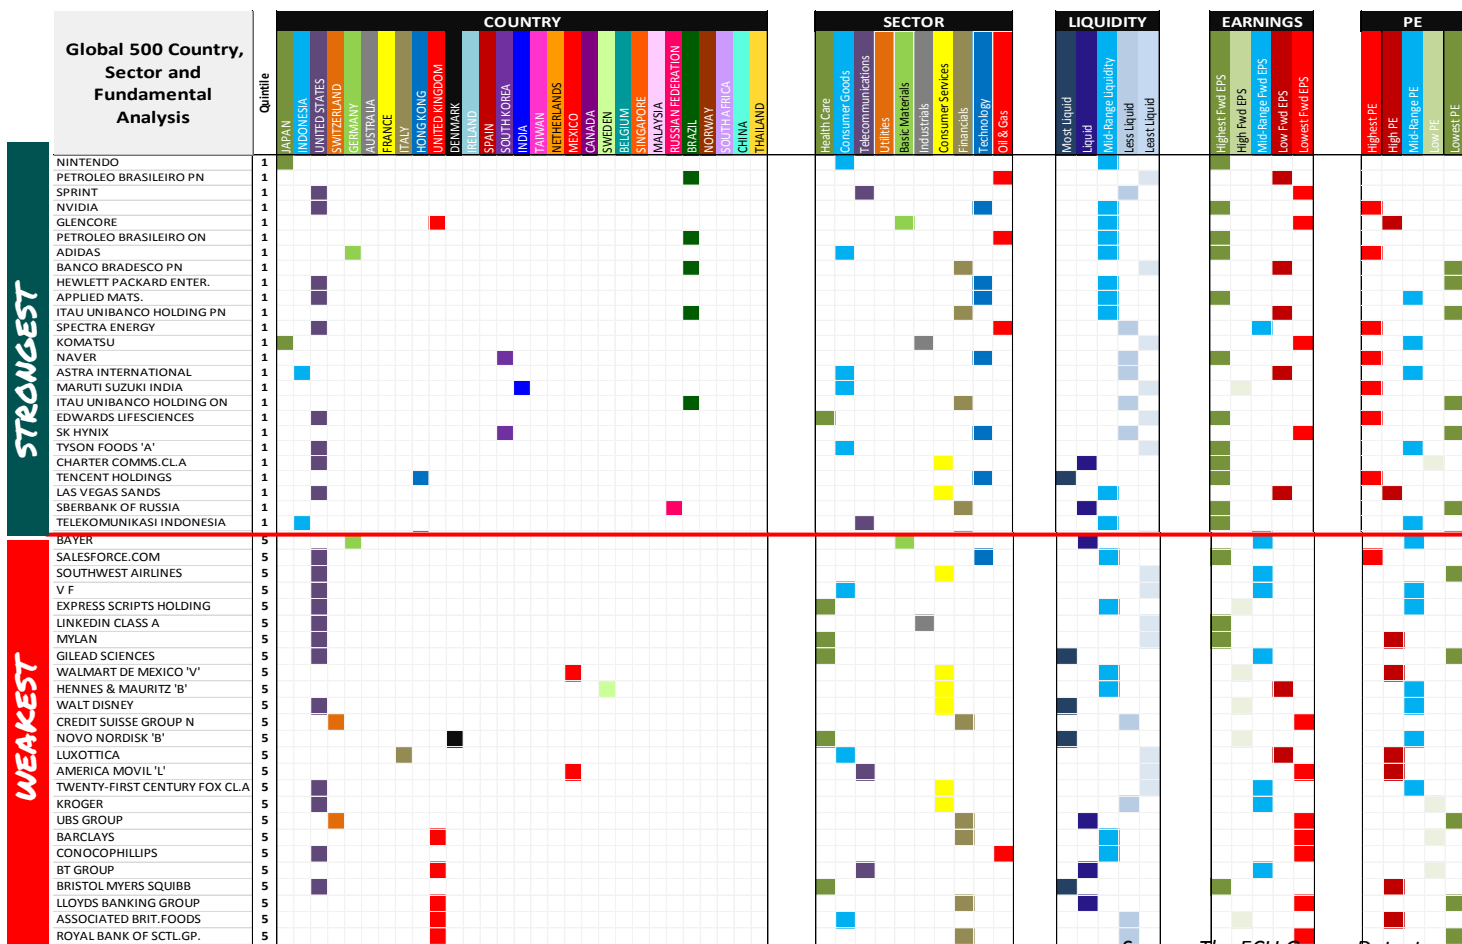 COUNTRY
SECTOR
LIQUIDITY
EARNINGS
PE
Global 500 Country,
Sector and
Fundamental
Analysis
Quintile
JAPAN
INDONESIA
UNITED STATES
SWITZERLAND
GERMANY
AUSTRALIA
FRANCE
ITALY
HONG KONG
UNITED KINGDOM
DENMARK
IRELAND
SPAIN
SOUTH KOREA
INDIA
TAIWAN
NETHERLANDS
MEXICO
CANADA
SWEDEN
BELGIUM
SINGAPORE
MALAYSIA
RUSSIAN FEDERATION
BRAZIL
NORWAY
SOUTH AFRICA
CHINA
THAILAND
Health Care
Consumer Goods
Telecommunications
Utilities
Basic Materials
Industrials
Consumer Services
Financials
Technology
Oil & Gas
Most Liquid
Liquid
Mid-Range Liquidity
Less Liquid
Least Liquid
Highest Fwd EPS
High Fwd EPS
Mid-Range Fwd EPS
Low Fwd EPS
Lowest Fwd EPS
Highest PE
High PE
Mid-Range PE
Low PE
Lowest PE
STRONGEST
NINTENDO 1
PETROLEO BRASILEIRO PN 1
SPRINT 1
NVIDIA 1
GLENCORE 1
PETROLEO BRASILEIRO ON 1
ADIDAS 1
BANCO BRADESCO PN 1
HEWLETT PACKARD ENTER. 1
APPLIED MATS. 1
ITAU UNIBANCO HOLDING PN 1
SPECTRA ENERGY 1
KOMATSU 1
NAVER 1
ASTRA INTERNATIONAL 1
MARUTI SUZUKI INDIA 1
ITAU UNIBANCO HOLDING ON 1
EDWARDS LIFESCIENCES 1
SK HYNIX 1
TYSON FOODS 'A' 1
CHARTER COMMS.CL.A 1
TENCENT HOLDINGS 1
LAS VEGAS SANDS 1
SBERBANK OF RUSSIA 1
TELEKOMUNIKASI INDONESIA 1
WEAKEST
BAYER 5
SALESFORCE.COM 5
SOUTHWEST AIRLINES 5
V F 5
EXPRESS SCRIPTS HOLDING 5
LINKEDIN CLASS A 5
MYLAN 5
GILEAD SCIENCES 5
WALMART DE MEXICO 'V' 5
HENNES & MAURITZ 'B' 5
WALT DISNEY 5
CREDIT SUISSE GROUP N 5
NOVO NORDISK 'B' 5
LUXOTTICA 5
AMERICA MOVIL 'L' 5
TWENTY-FIRST CENTURY FOX CL.A 5
KROGER 5
UBS GROUP 5
BARCLAYS 5
CONOCOPHILLIPS 5
BT GROUP 5
BRISTOL MYERS SQUIBB 5
LLOYDS BANKING GROUP 5
ASSOCIATED BRIT.FOODS 5
ROYAL BANK OF SCTL.GP. 5